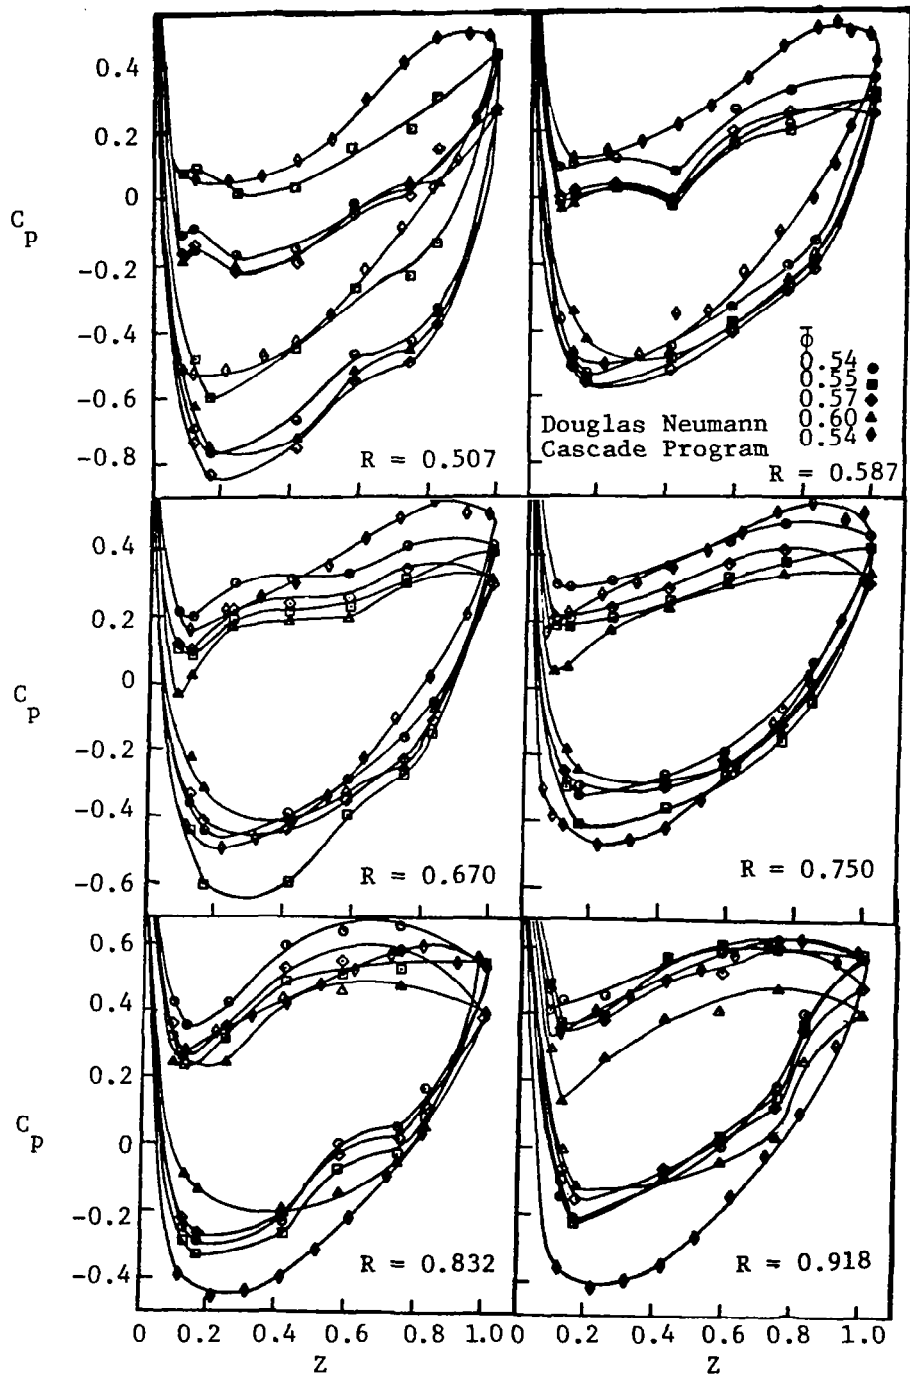 0.4
0.2
0
C_p
-0.2
-0.4
-0.6
-0.8
R = 0.507
Φ̄
0.54
0.55
0.57
0.60
0.54
Douglas Neumann
Cascade Program
R = 0.587
0.4
0.2
0
C_p
-0.2
-0.4
-0.6
R = 0.670
R = 0.750
0.6
0.4
0.2
C_p
0
-0.2
-0.4
R = 0.832
R = 0.918
0 0.2 0.4 0.6 0.8 1.0 0 0.2 0.4 0.6 0.8 1.0
Z Z